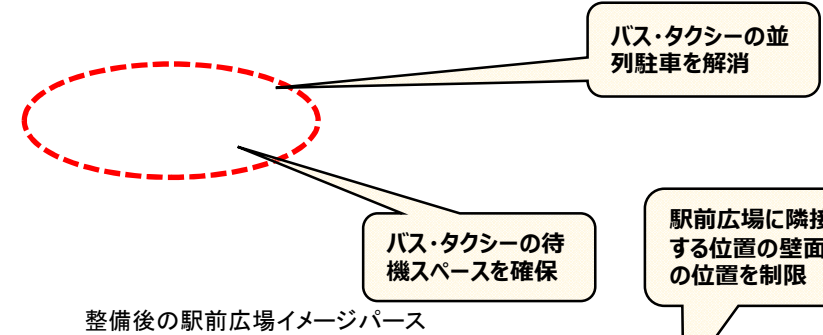 バス・タクシーの並
列駐車を解消
バス・タクシーの待
機スペースを確保
駅前広場に隣接
する位置の壁面
の位置を制限
整備後の駅前広場イメージパース